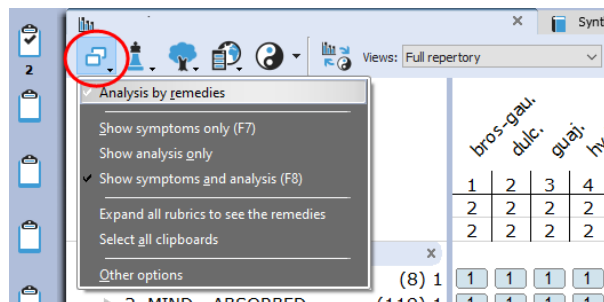 Synt
Views: Full repertory
2
Analysis by remedies
Show symptoms only (F7)
Show analysis only
Show symptoms and analysis (F8)
Expand all rubrics to see the remedies
Select all clipboards
Other options
bros-gau. dulc. guaj.
1 2 3 4
2 2 2 2
2 2 2 2
(8) 1 1 1 1 1